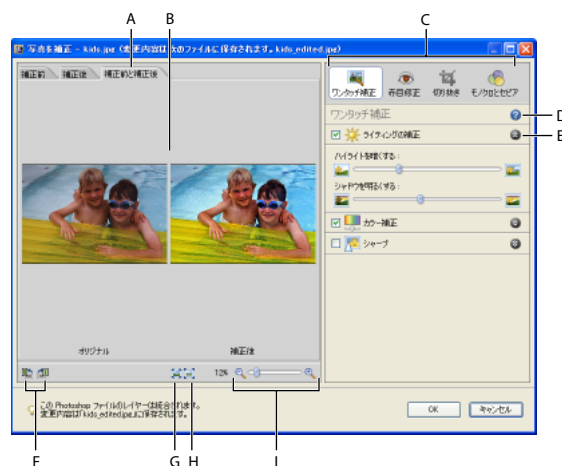 A
B
C
写真を補正 - kids.jpg (変更内容は次のファイルに保存されます。kids_edited.jpg)
補正前 補正後 補正前と補正後
ワンタッチ補正 赤目修正 切り抜き モノクロとセピア
ワンタッチ補正
D
ライティングの補正
E
ハイライトを暗くする:
シャドウを明るくする:
カラー補正
シャープ
オリジナル 補正後
12%
この Photoshop ファイルのレイヤーは統合されます。
変更内容は「kids_edited.jpg」に保存されます。
OK キャンセル
F
G
H
I